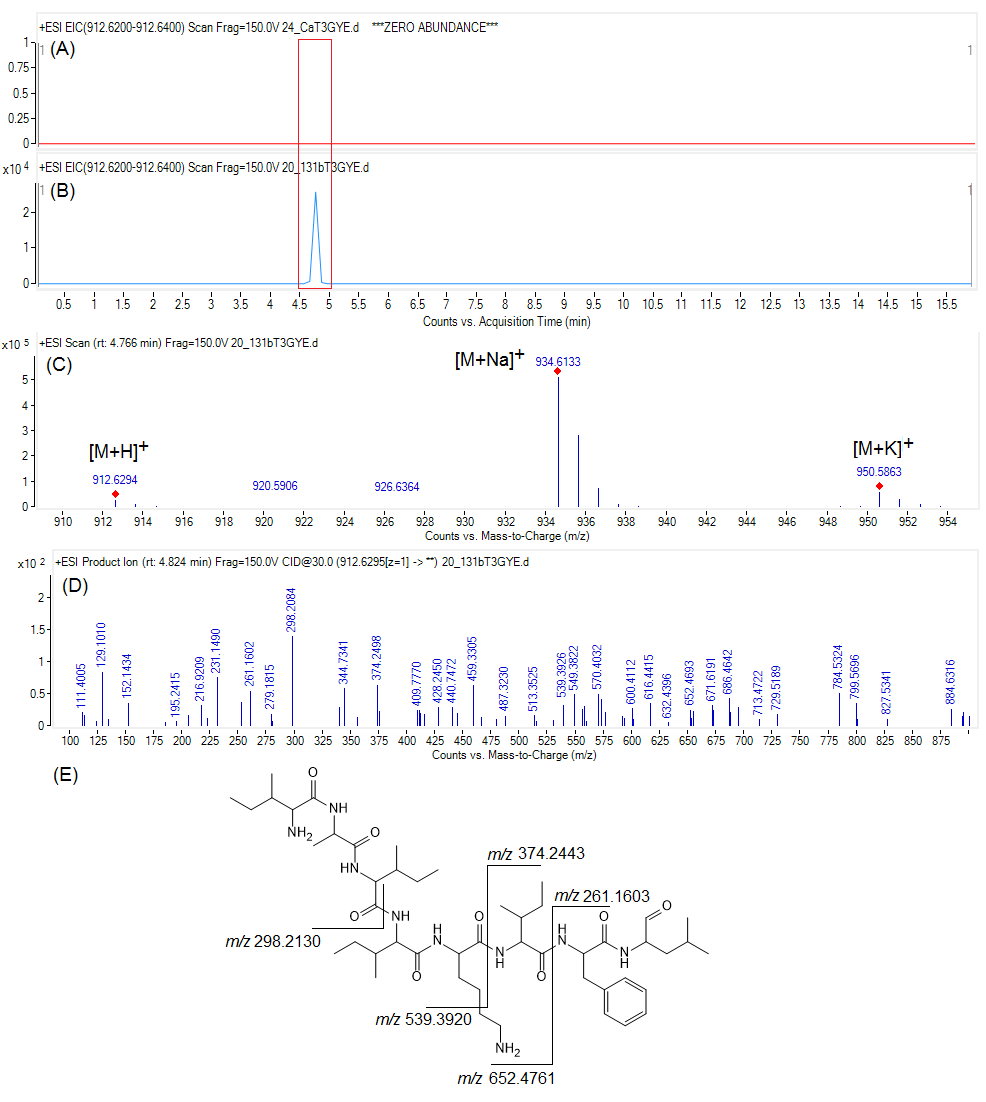 +ESI EIC(912.6200-912.6400) Scan Frag=150.0V 24_CaT3GYE.d ***ZERO ABUNDANCE***
1
1 (A) 1
0.75
0.5
0.25
0
x10 4 +ESI EIC(912.6200-912.6400) Scan Frag=150.0V 20_131bT3GYE.d
1 (B) 1
2
1
0
0.5 1 1.5 2 2.5 3 3.5 4 4.5 5 5.5 6 6.5 7 7.5 8 8.5 9 9.5 10 10.5 11 11.5 12 12.5 13 13.5 14 14.5 15 15.5
Counts vs. Acquisition Time (min)
x10 5 +ESI Scan (rt: 4.766 min) Frag=150.0V 20_131bT3GYE.d
(C) [M+Na]+ 934.6133
5
4
3
[M+H]+ [M+K]+
2
912.6294 920.5906 926.6364 950.5863
1
0
910 912 914 916 918 920 922 924 926 928 930 932 934 936 938 940 942 944 946 948 950 952 954
Counts vs. Mass-to-Charge (m/z)
x10 2 +ESI Product Ion (rt: 4.824 min) Frag=150.0V CID@30.0 (912.6295[z=1] -> **) 20_131bT3GYE.d
(D)
2
1.5
1
0.5
0
111.4005 129.1010 152.1434 195.2415 216.9209 231.1490 261.1602 279.1815 298.2084 344.7341 374.2498 409.7770 428.2450 440.7472 459.3305 487.3230 513.3525 539.3926 549.3822 570.4032 600.4112 616.4415 632.4396 652.4693 671.6191 686.4642 713.4722 729.5189 784.5324 799.5696 827.5341 884.6316
100 125 150 175 200 225 250 275 300 325 350 375 400 425 450 475 500 525 550 575 600 625 650 675 700 725 750 775 800 825 850 875
Counts vs. Mass-to-Charge (m/z)
(E)
O
NH
NH2
O
HN
m/z 374.2443
m/z 261.1603
O
NH
O
H
N
O
H
N
O
m/z 298.2130
O
N
H
O
N
H
m/z 539.3920
NH2
m/z 652.4761